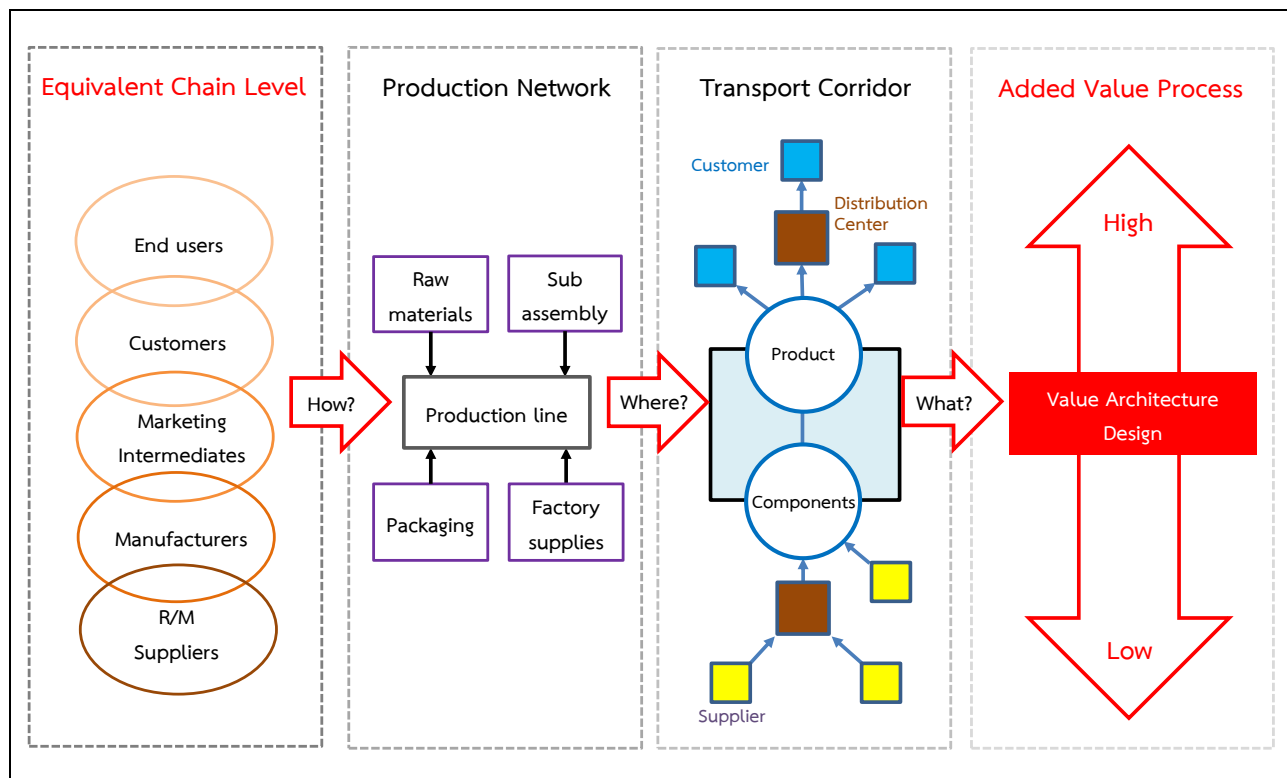 Equivalent Chain Level
End users
Customers
Marketing
Intermediates
Manufacturers
R/M
Suppliers
How?
Production Network
Raw
materials
Sub
assembly
Production line
Packaging
Factory
supplies
Where?
Transport Corridor
Customer
Distribution
Center
Product
Components
Supplier
What?
Added Value Process
High
Value Architecture
Design
Low